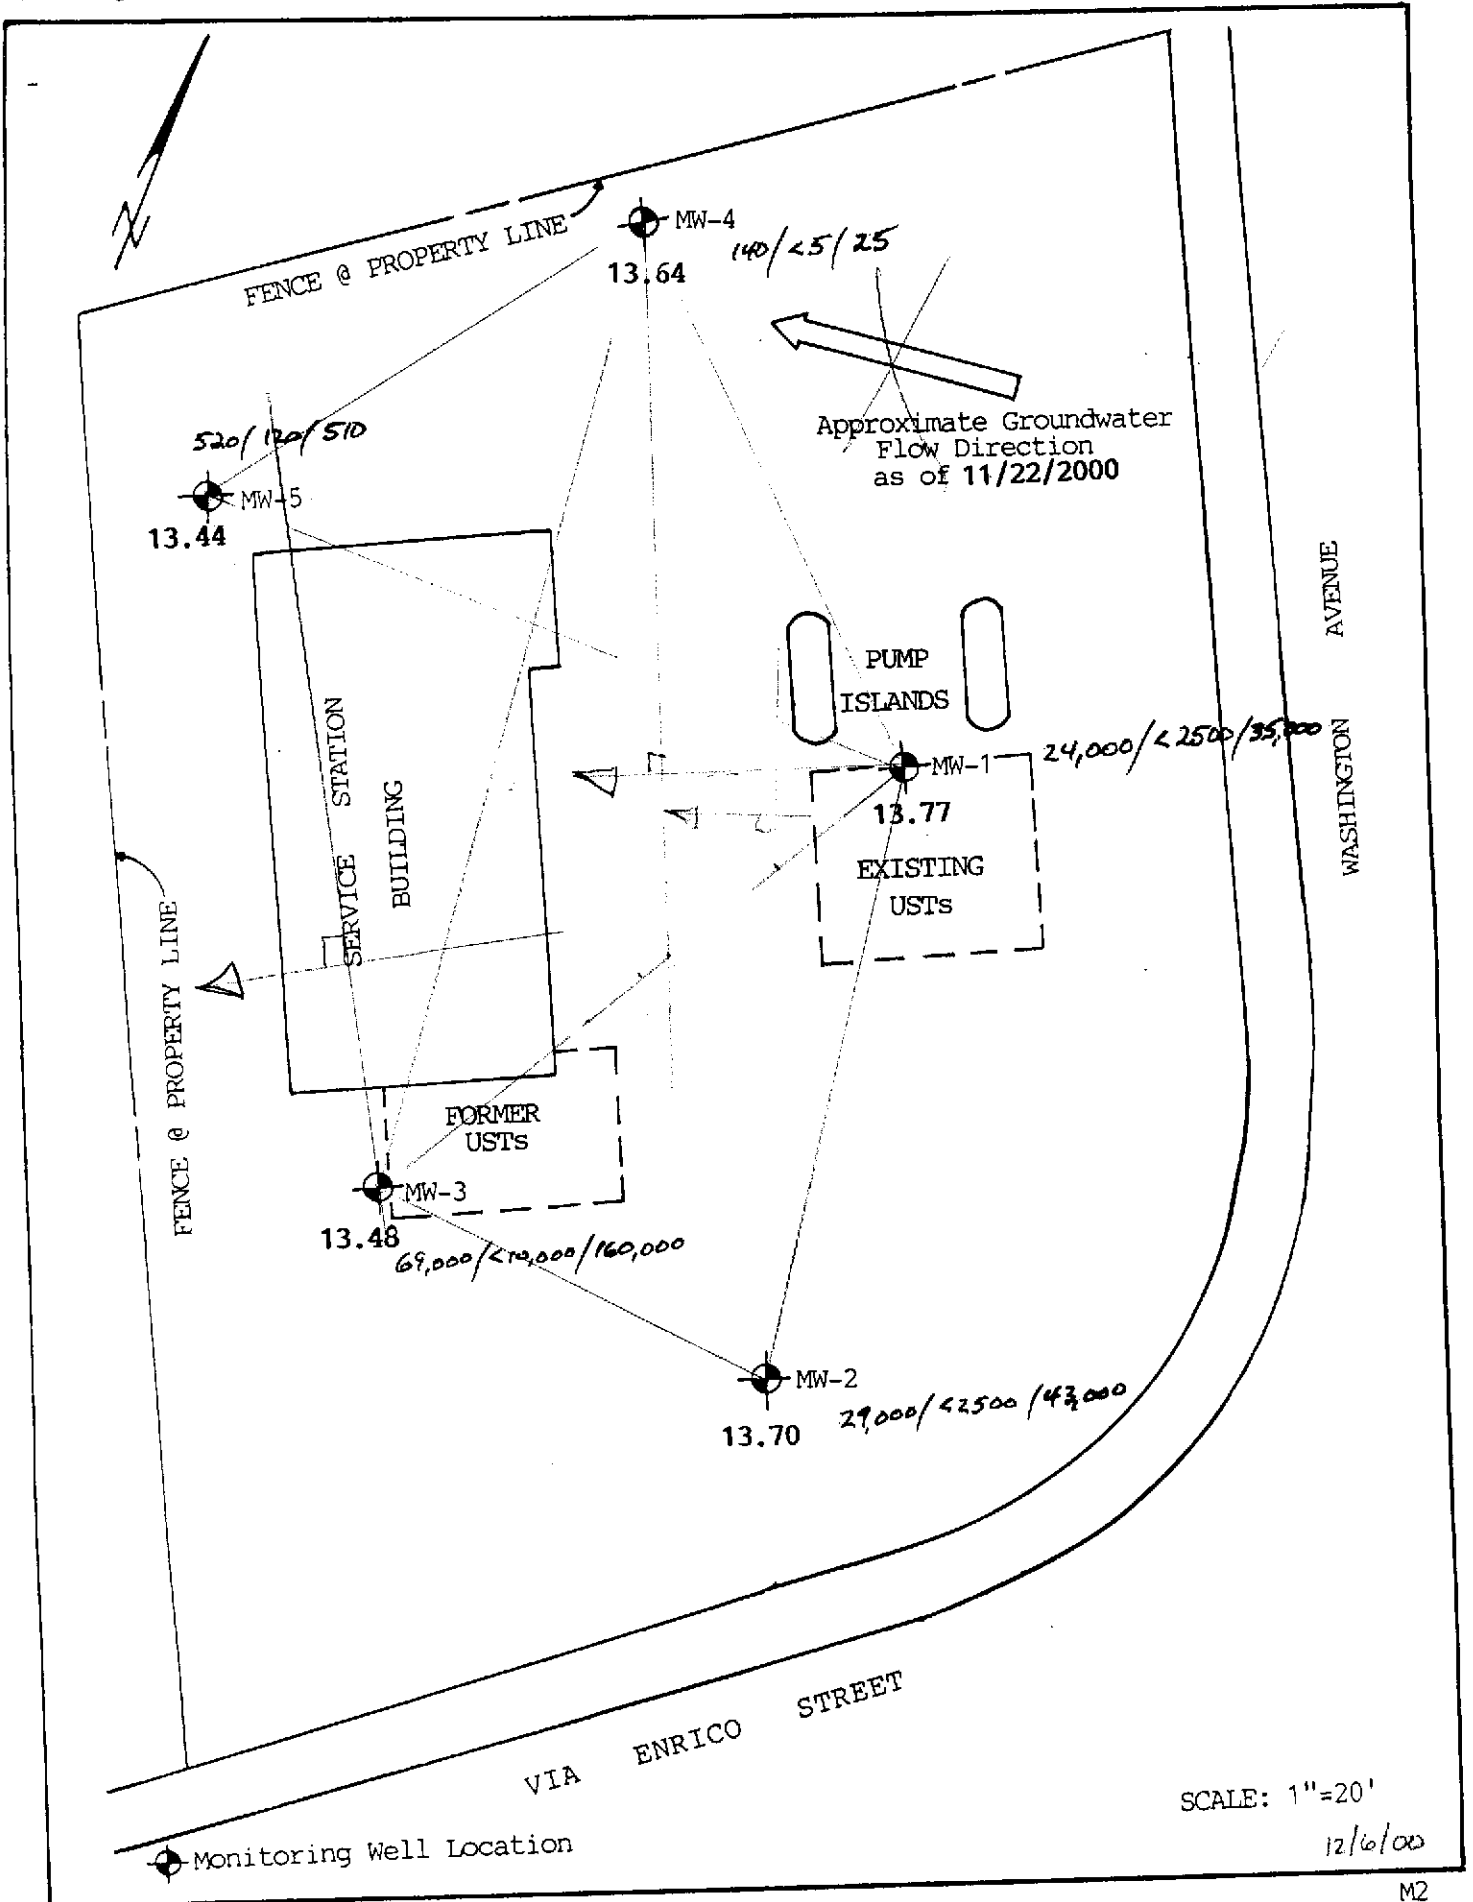 N
FENCE @ PROPERTY LINE
MW-4
140/<5/25
13.64
Approximate Groundwater
Flow Direction
as of 11/22/2000
520/120/510
MW-5
13.44
AVENUE
WASHINGTON
PUMP
ISLANDS
MW-1
24,000/<2500/35,000
13.77
EXISTING
USTs
SERVICE STATION
BUILDING
FENCE @ PROPERTY LINE
FORMER
USTs
MW-3
13.48
69,000/<10,000/160,000
MW-2
29,000/<2500/
13.70
VIA ENRICO STREET
SCALE: 1"=20'
12/6/00
Monitoring Well Location
M2